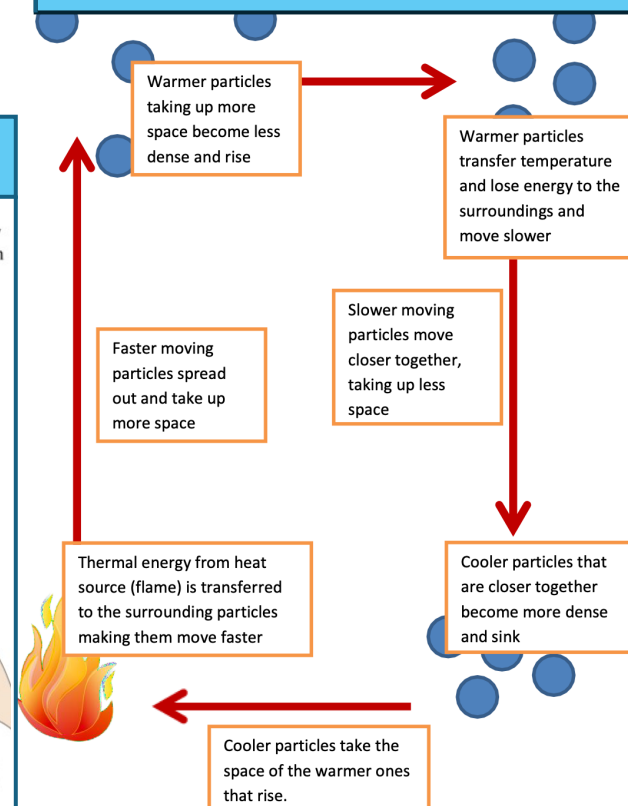 Warmer particles
taking up more
space become less
dense and rise
Warmer particles
transfer temperature
and lose energy to the
surroundings and
move slower
Slower moving
particles move
closer together,
taking up less
space
Faster moving
particles spread
out and take up
more space
Thermal energy from heat
source (flame) is transferred
to the surrounding particles
making them move faster
Cooler particles that
are closer together
become more dense
and sink
Cooler particles take the
space of the warmer ones
that rise.